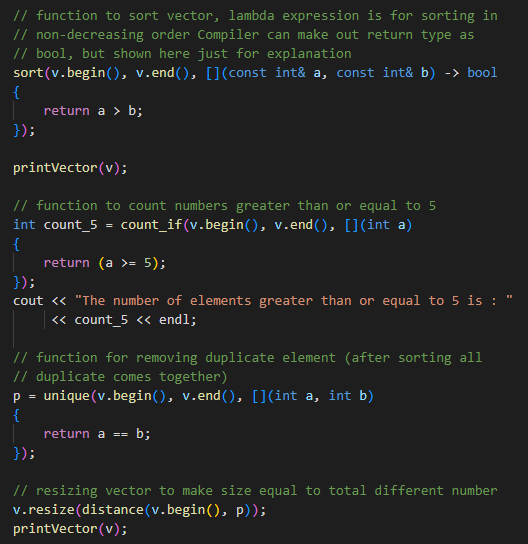 // function to sort vector, lambda expression is for sorting in
// non-decreasing order Compiler can make out return type as
// bool, but shown here just for explanation
sort(v.begin(), v.end(), [](const int& a, const int& b) -> bool
{
    return a > b;
});

printVector(v);

// function to count numbers greater than or equal to 5
int count_5 = count_if(v.begin(), v.end(), [](int a)
{
    return (a >= 5);
});
cout << "The number of elements greater than or equal to 5 is : "
     << count_5 << endl;

// function for removing duplicate element (after sorting all
// duplicate comes together)
p = unique(v.begin(), v.end(), [](int a, int b)
{
    return a == b;
});

// resizing vector to make size equal to total different number
v.resize(distance(v.begin(), p));
printVector(v);